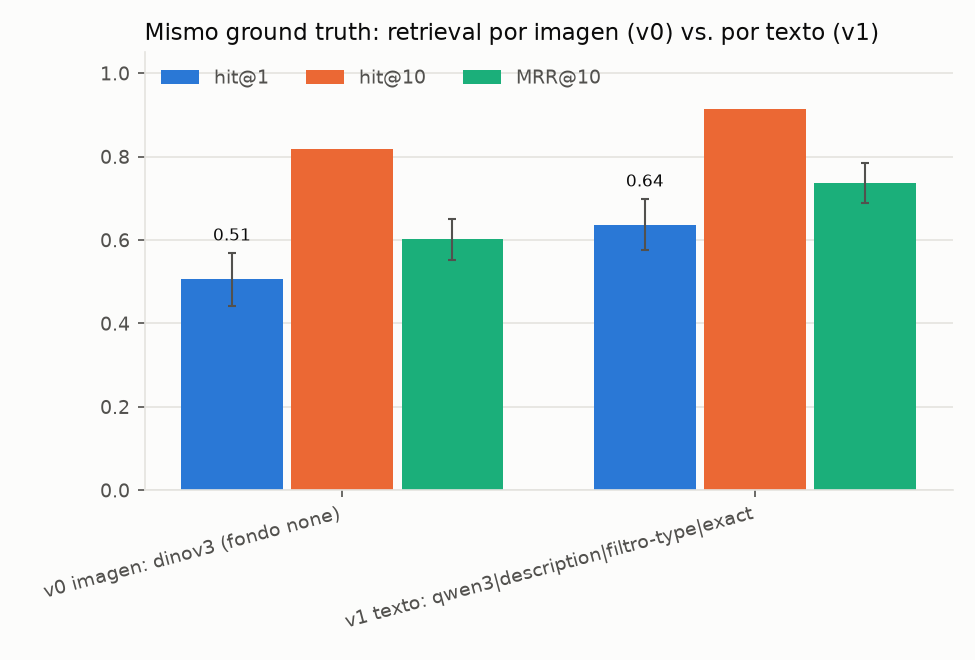 Mismo ground truth: retrieval por imagen (v0) vs. por texto (v1)
hit@1 hit@10 MRR@10
1.0
0.8
0.6
0.4
0.2
0.0
0.51
0.64
v0 imagen: dinov3 (fondo none)
v1 texto: qwen3|description|filtro-type|exact